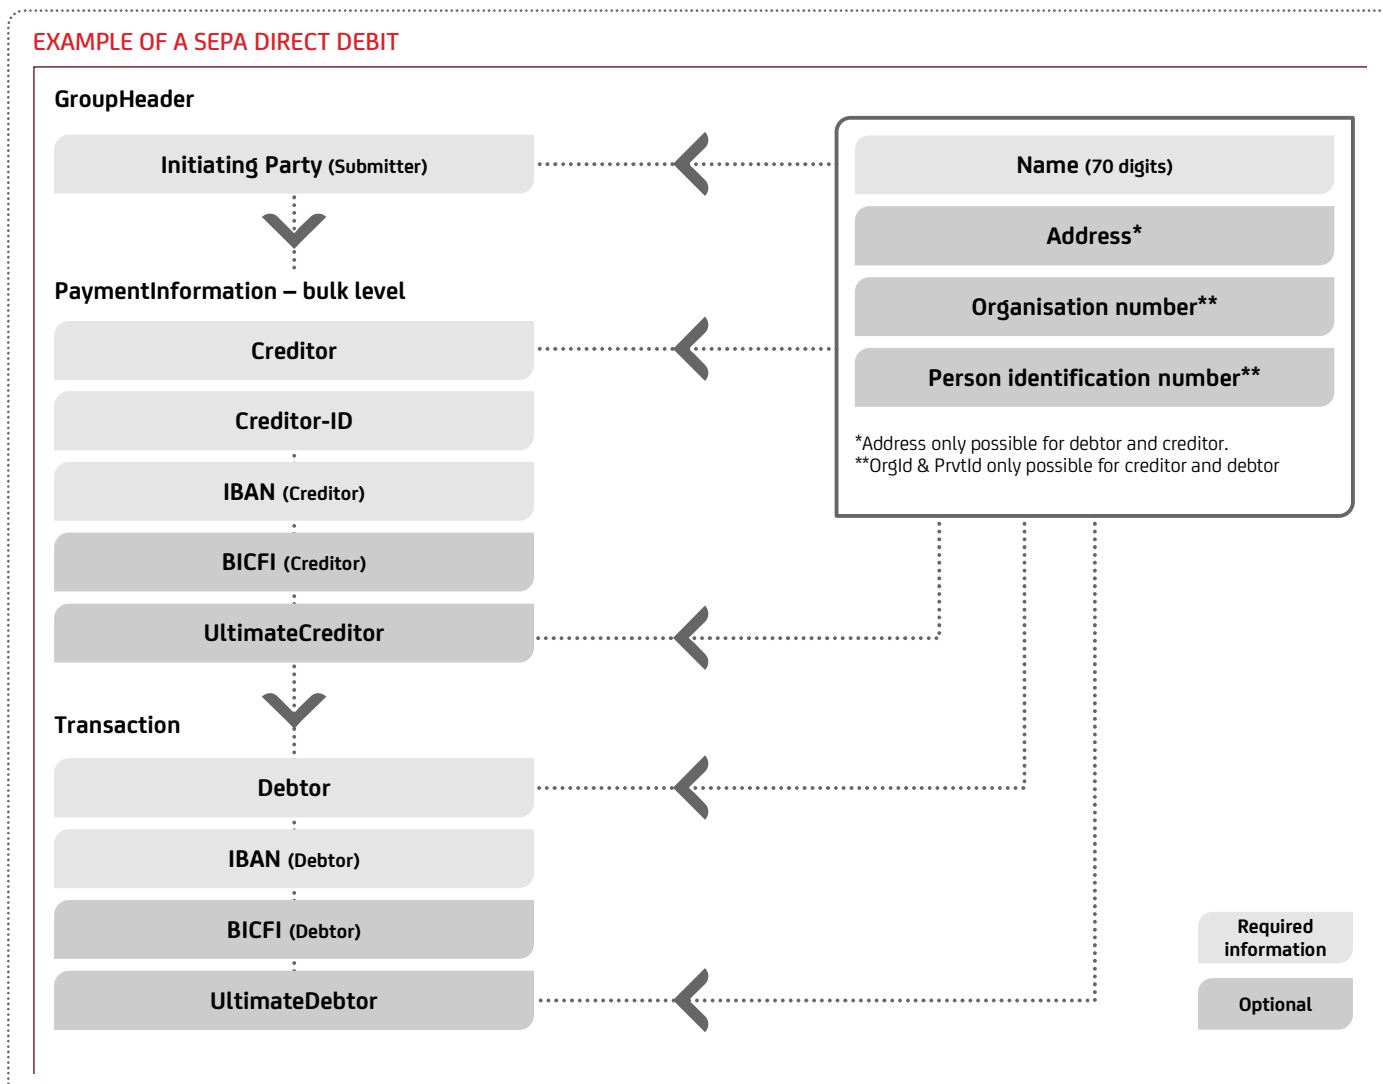 EXAMPLE OF A SEPA DIRECT DEBIT
GroupHeader
Initiating Party (Submitter)
PaymentInformation – bulk level
Creditor
Creditor-ID
IBAN (Creditor)
BICFI (Creditor)
UltimateCreditor
Transaction
Debtor
IBAN (Debtor)
BICFI (Debtor)
UltimateDebtor
Name (70 digits)
Address*
Organisation number**
Person identification number**
*Address only possible for debtor and creditor.
**OrgId & PrvtId only possible for creditor and debtor
Required
information
Optional